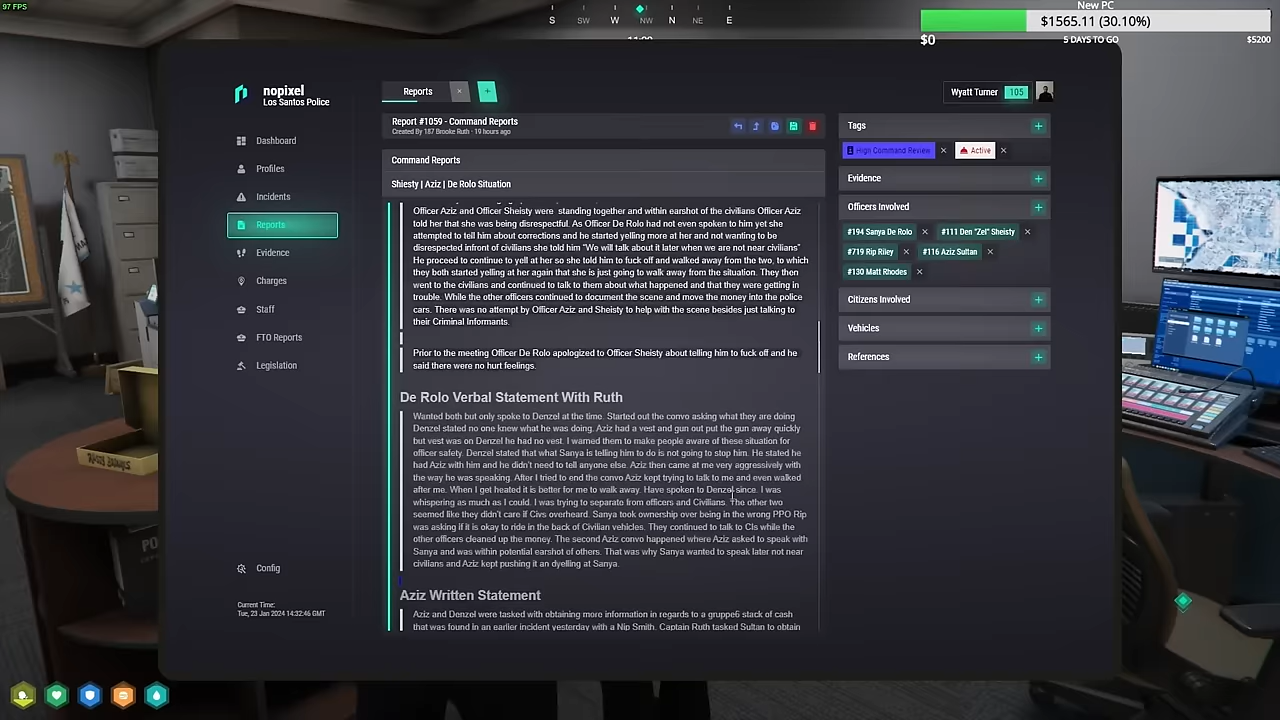 97 FPS
S SW W NW N NE E
New PC
$1565.11 (30.10%)
$0 5 DAYS TO GO $5200
nopixel
Los Santos Police
Reports
Wyatt Turner 105
Dashboard
Profiles
Incidents
Reports
Evidence
Charges
Staff
FTO Reports
Legislation
Config
Current Time:
Tue, 23 Jan 2024 14:32:46 GMT
Report #1059 - Command Reports
Created By 187 Brooke Ruth - 19 hours ago
Command Reports
Shiesty | Aziz | De Rolo Situation
Officer Aziz and Officer Sheisty were standing together and within earshot of the civilians Officer Aziz
told her that she was being disrespectful. As Officer De Rolo had not even spoken to him yet she
attempted to tell him about corrections and he started yelling more at her and not wanting to be
disrespected infront of civilians she told him "We will talk about it later when we are not near civilians"
He proceed to continue to yell at her so she told him to fuck off and walked away from the two, to which
they both started yelling at her again that she is just going to walk away from the situation. They then
went to the civilians and continued to talk to them about what happened and that they were getting in
trouble. While the other officers continued to document the scene and move the money into the police
cars. There was no attempt by Officer Aziz and Sheisty to help with the scene besides just talking to
their Criminal Informants.
Prior to the meeting Officer De Rolo apologized to Officer Sheisty about telling him to fuck off and he
said there were no hurt feelings.
De Rolo Verbal Statement With Ruth
Wanted both but only spoke to Denzel at the time. Started out the convo asking what they are doing
Denzel stated no one knew what he was doing. Aziz had a vest and gun out put the gun away quickly
but vest was on Denzel he had no vest. I warned them to make people aware of these situation for
officer safety. Denzel stated that what Sanya is telling him to do is not going to stop him. He stated he
had Aziz with him and he didn't need to tell anyone else. Aziz then came at me very aggressively with
the way he was speaking. After I tried to end the convo Aziz kept trying to talk to me and even walked
after me. When I get heated it is better for me to walk away. Have spoken to Denzel since. I was
whispering as much as I could. I was trying to separate from officers and Civilians. The other two
seemed like they didn't care if Civs overheard. Sanya took ownership over being in the wrong PPO Rip
was asking if it is okay to ride in the back of Civilian vehicles. They continued to talk to CIs while the
other officers cleaned up the money. The second Aziz convo happened where Aziz asked to speak with
Sanya and was within potential earshot of others. That was why Sanya wanted to speak later not near
civilians and Aziz kept pushing it an dyelling at Sanya.
Aziz Written Statement
Aziz and Denzel were tasked with obtaining more information in regards to a gruppe6 stack of cash
that was found in an earlier incident yesterday with a Nip Smith. Captain Ruth tasked Sultan to obtain
Tags
High Command Review
Active
Evidence
Officers Involved
#194 Sanya De Rolo
#111 Den "Zel" Sheisty
#719 Rip Riley
#116 Aziz Sultan
#130 Matt Rhodes
Citizens Involved
Vehicles
References